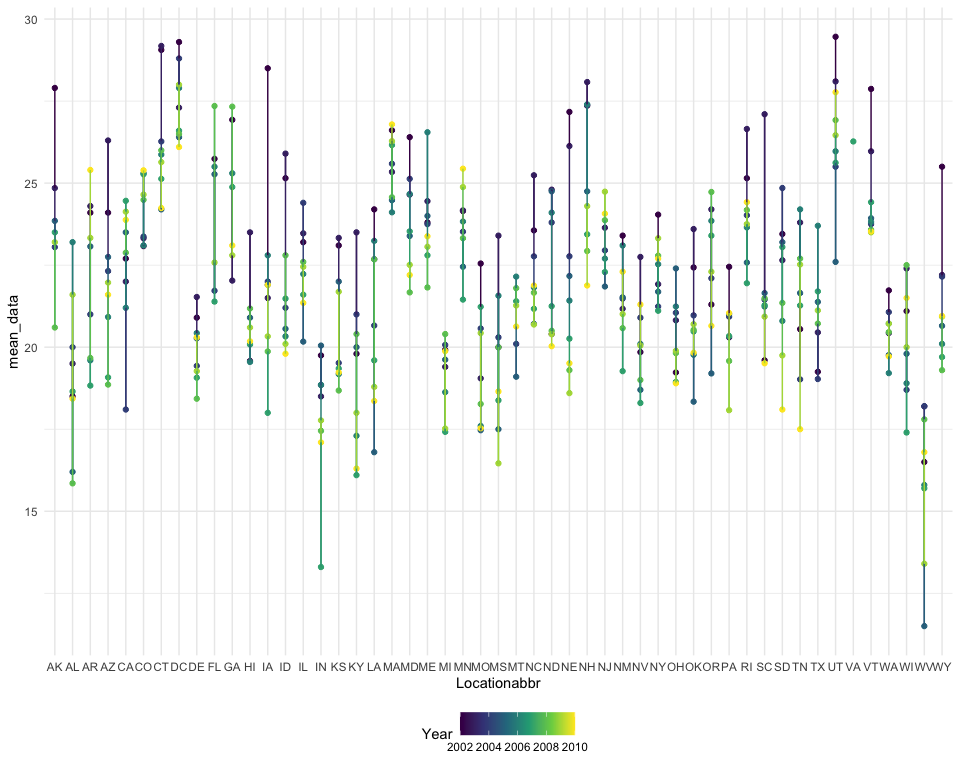 30
25
20
15
mean_data
AK AL AR AZ CA CO CT DC DE FL GA HI IA ID IL IN KS KY LA MA MD ME MI MN MO MS MT NC ND NE NH NJ NM NV NY OH OK OR PA RI SC SD TN TX UT VA VT WA WI WV WY
Locationabbr
Year
2002 2004 2006 2008 2010